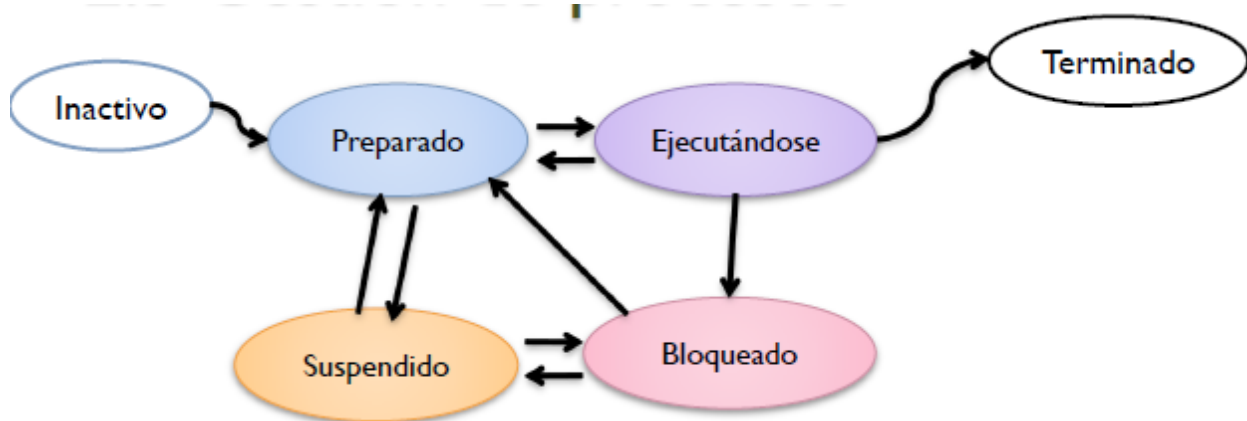 Inactivo
Preparado
Ejecutándose
Terminado
Suspendido
Bloqueado